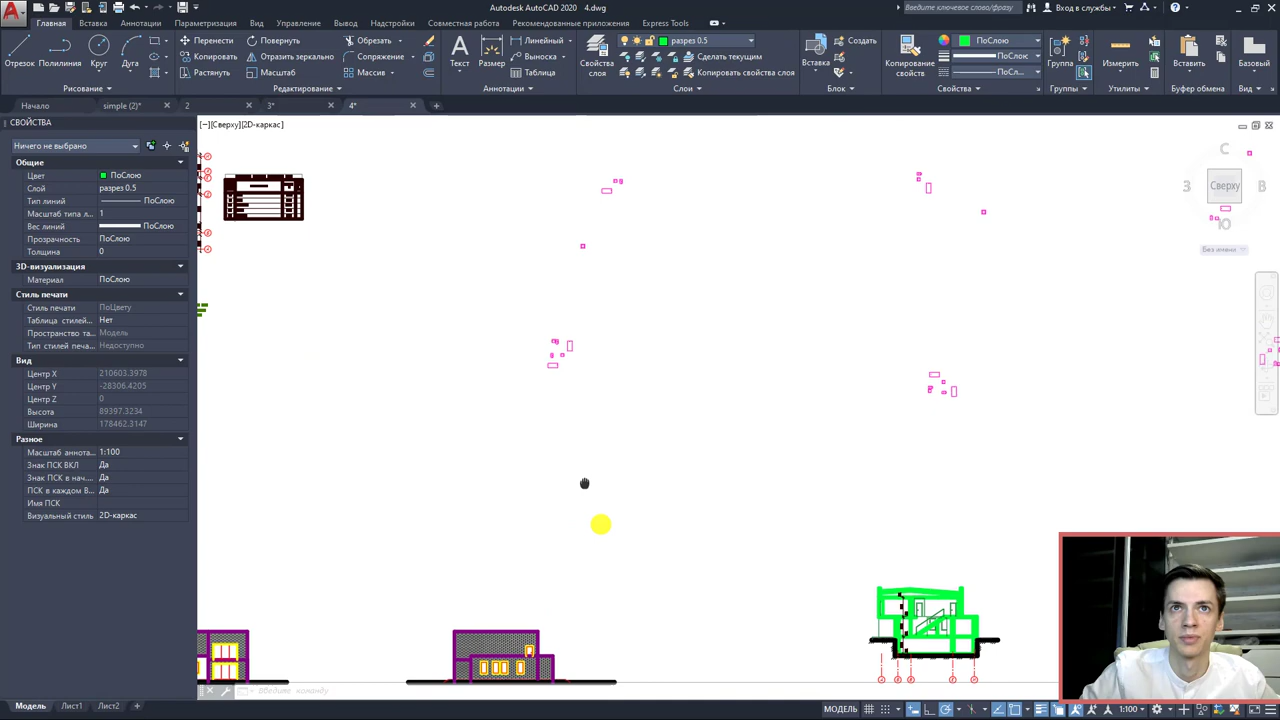 Autodesk AutoCAD 2020 4.dwg
Введите ключевое слово/фразу
Вход в службы
Главная Вставка Аннотации Параметризация Вид Управление Вывод Надстройки Совместная работа Рекомендованные приложения Express Tools
Отрезок Полилиния Круг Дуга
Перенести Повернуть Обрезать
Копировать Отразить зеркально Сопряжение
Растянуть Масштаб Массив
Текст Размер
Линейный
Выноска
Таблица
Свойства слоя
разрез 0.5
Сделать текущим
Копировать свойства слоя
Вставка
Создать
Копирование свойств
ПоСлою
ПоСлок
ПоСл...
Группа
Измерить
Вставить
Базовый
Рисование Редактирование Аннотации Слои Блок Свойства Группы Утилиты Буфер обмена Вид
Начало simple (2)* 2 3* 4*
СВОЙСТВА
[−][Сверху][2D-каркас]
Ничего не выбрано
Общие
Цвет ПоСлою
Слой разрез 0.5
Тип линий ПоСлою
Масштаб типа л... 1
Вес линий ПоСлою
Прозрачность ПоСлою
Толщина 0
3D-визуализация
Материал ПоСлою
Стиль печати
Стиль печати ПоЦвету
Таблица стилей... Нет
Пространство та... Модель
Тип стилей печат... Недоступно
Вид
Центр X 210603.3978
Центр Y -28306.4205
Центр Z 0
Высота 89397.3234
Ширина 178462.3147
Разное
Масштаб аннота... 1:100
Знак ПСК ВКЛ Да
Знак ПСК в нач.... Да
ПСК в каждом В... Да
Имя ПСК
Визуальный стиль 2D-каркас
С
З Сверху В
Ю
Без имени
Введите команду
Модель Лист1 Лист2
МОДЕЛЬ 1:100